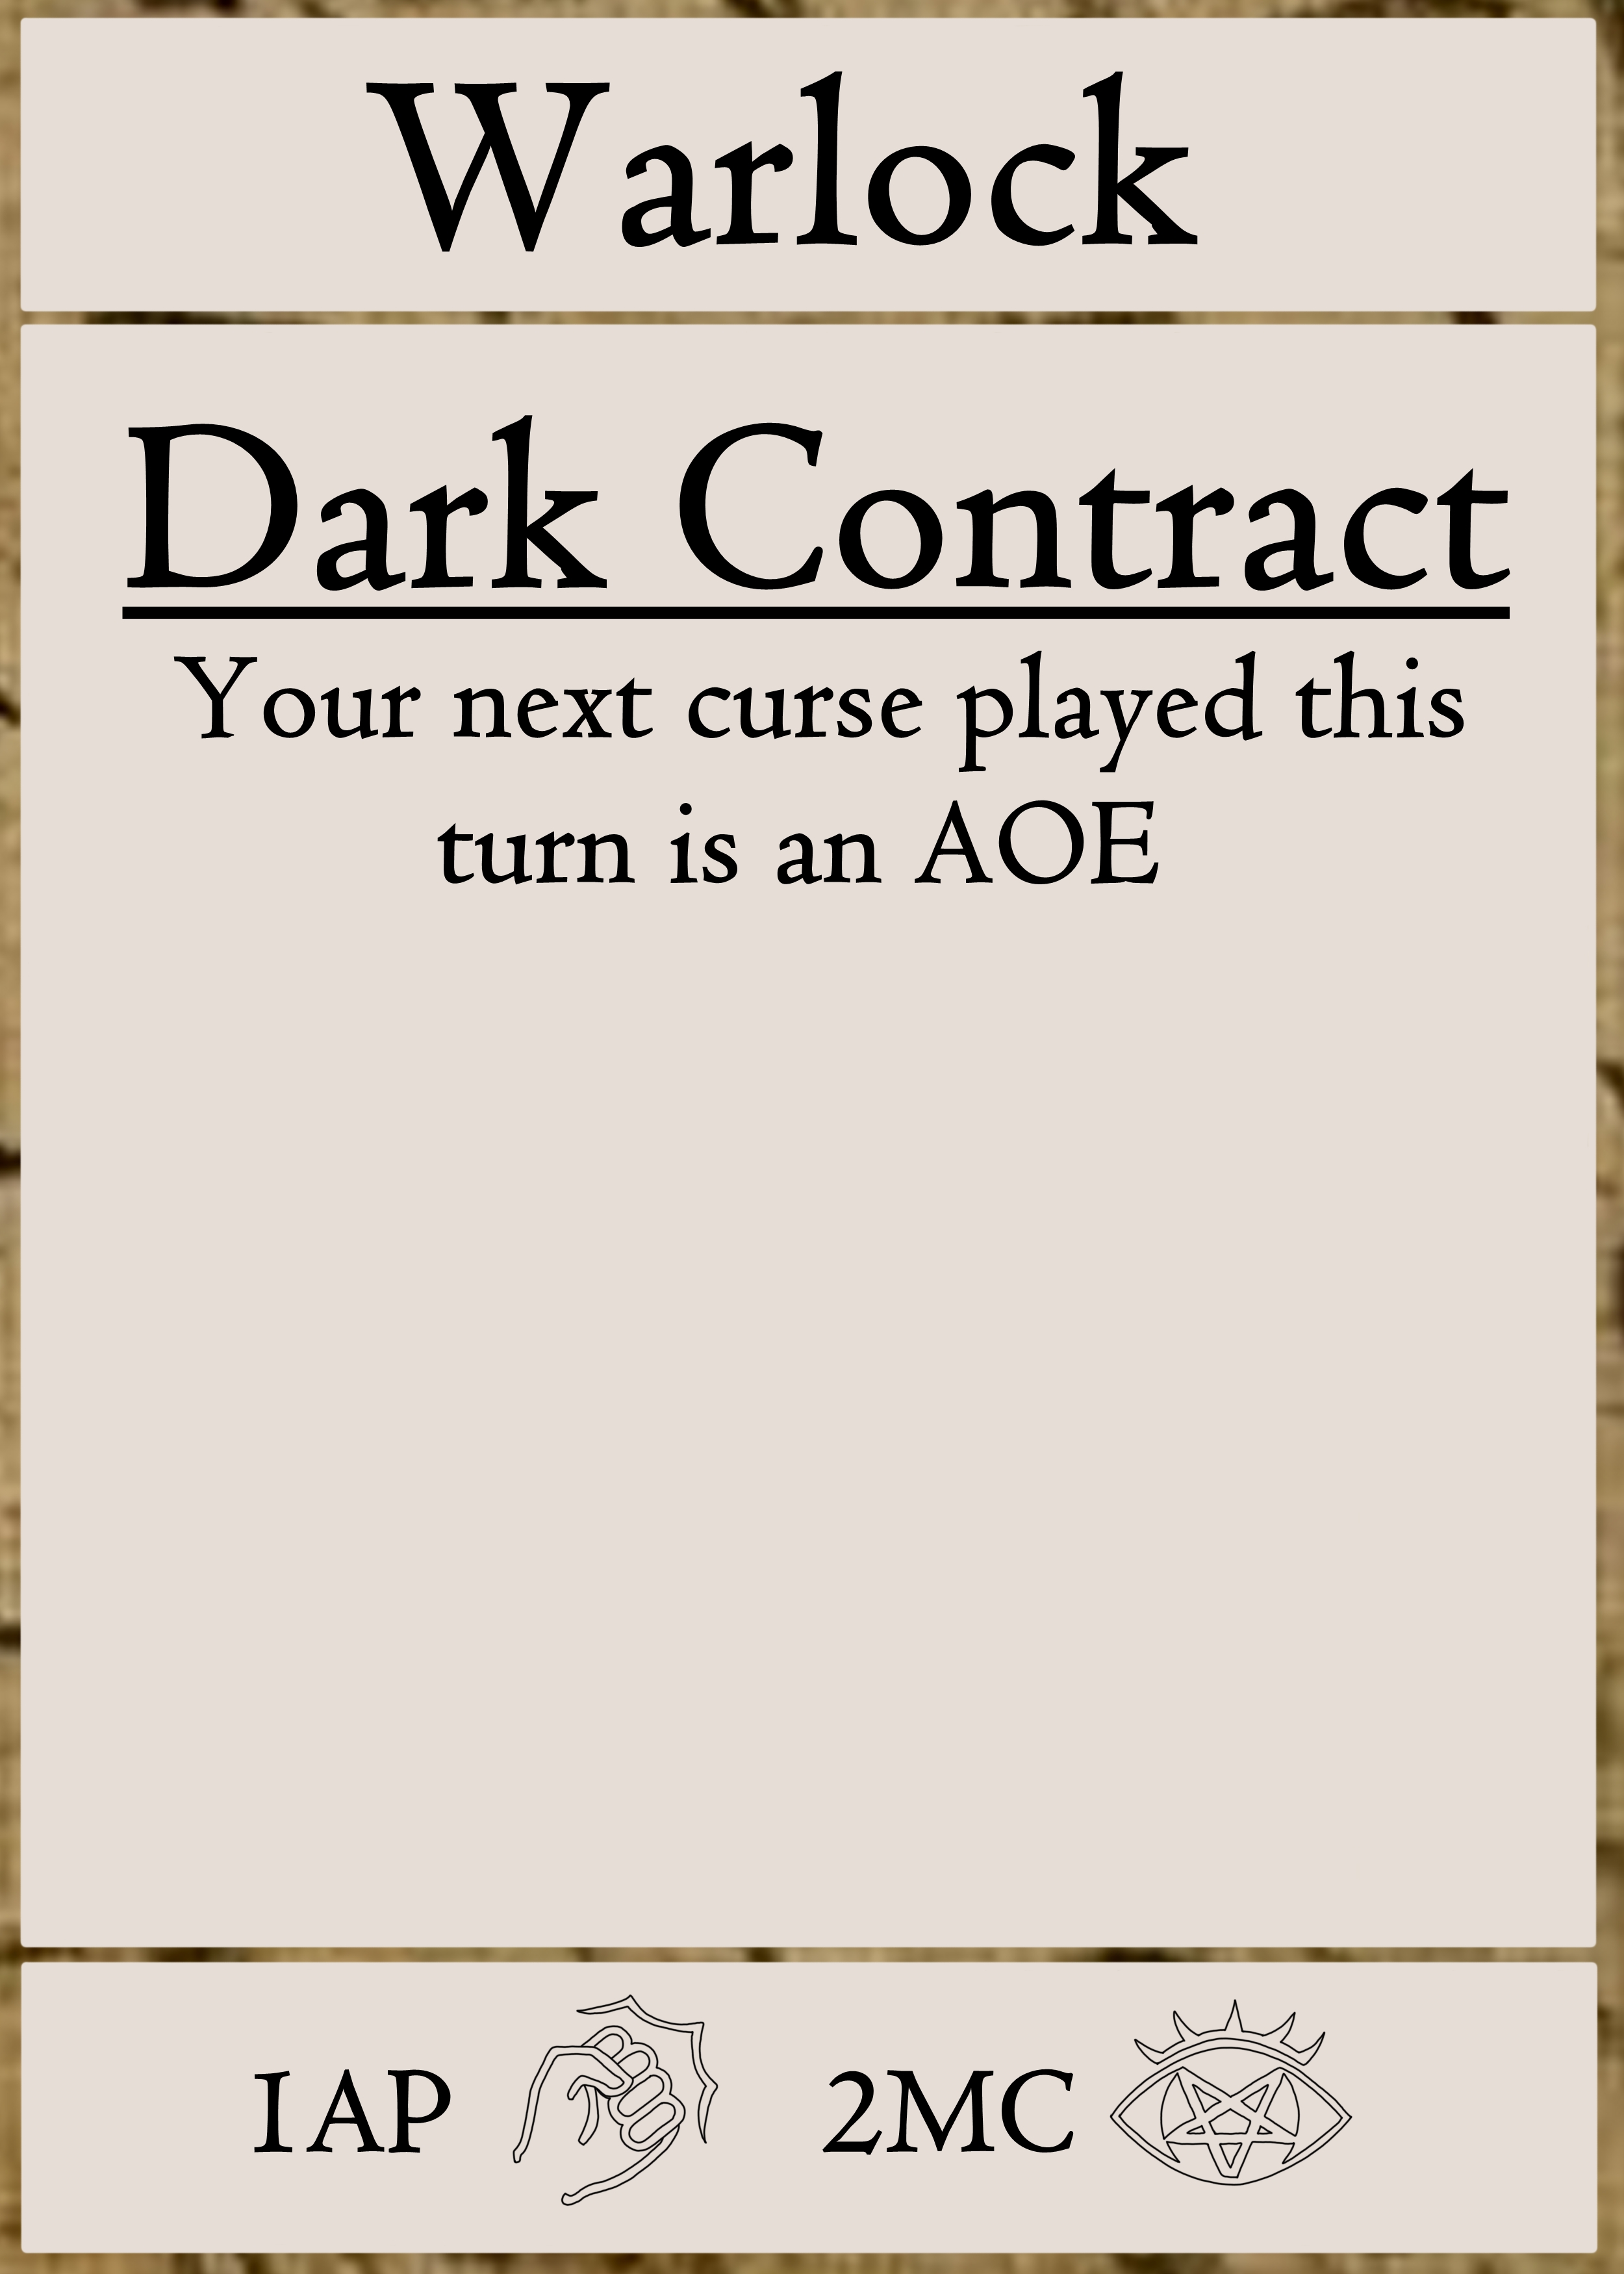 Warlock
Dark Contract
Your next curse played this
turn is an AOE
1AP 2MC